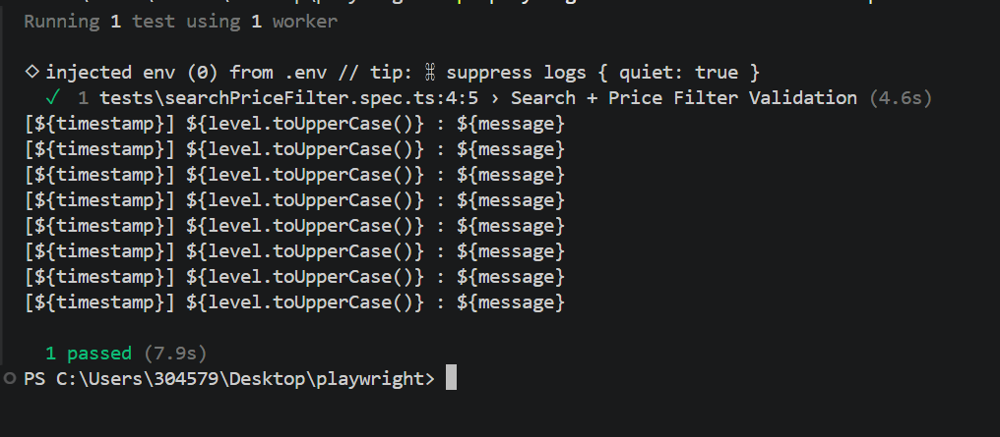 Running 1 test using 1 worker
◇ injected env (0) from .env // tip: ⌘ suppress logs { quiet: true }
✓ 1 tests\searchPriceFilter.spec.ts:4:5 › Search + Price Filter Validation (4.6s)
[${timestamp}] ${level.toUpperCase()} : ${message}
[${timestamp}] ${level.toUpperCase()} : ${message}
[${timestamp}] ${level.toUpperCase()} : ${message}
[${timestamp}] ${level.toUpperCase()} : ${message}
[${timestamp}] ${level.toUpperCase()} : ${message}
[${timestamp}] ${level.toUpperCase()} : ${message}
[${timestamp}] ${level.toUpperCase()} : ${message}
[${timestamp}] ${level.toUpperCase()} : ${message}
1 passed (7.9s)
PS C:\Users\304579\Desktop\playwright>